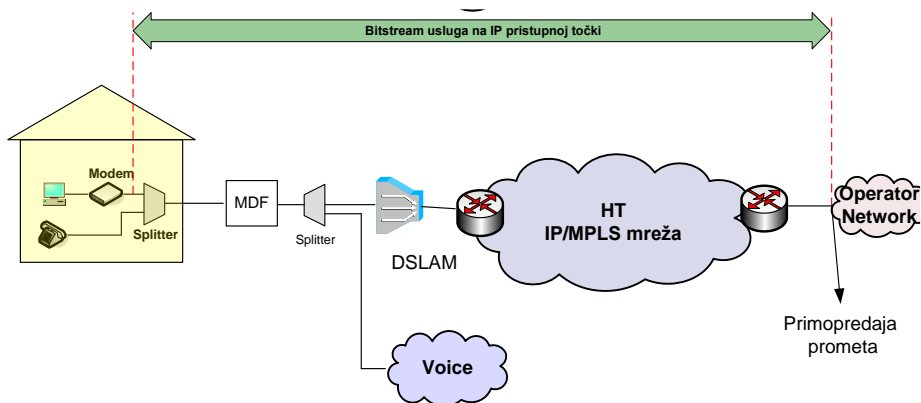 Bitstream usluga na IP pristupnoj točki
Modem
Splitter
MDF
Splitter
DSLAM
HT
IP/MPLS mreža
Operator
Network
Primopredaja
prometa
Voice